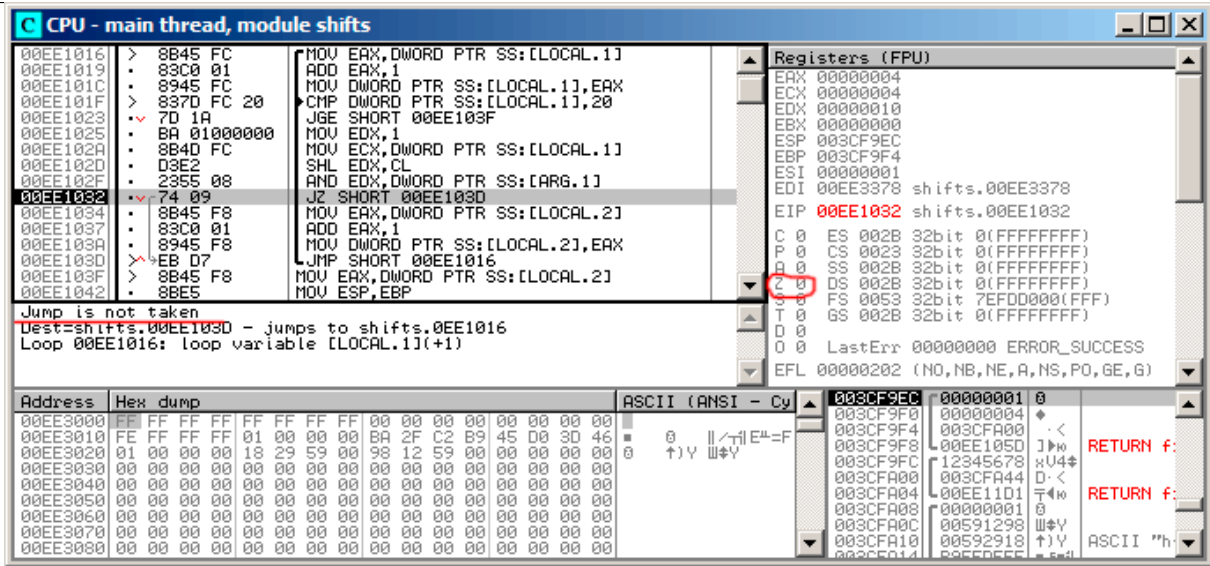 C CPU - main thread, module shifts
00EE1016 > 8B45 FC MOV EAX,DWORD PTR SS:[LOCAL.1]
00EE1019 . 83C0 01 ADD EAX,1
00EE101C . 8945 FC MOV DWORD PTR SS:[LOCAL.1],EAX
00EE101F > 837D FC 20 CMP DWORD PTR SS:[LOCAL.1],20
00EE1023 . 7D 1A JGE SHORT 00EE103F
00EE1025 . BA 01000000 MOV EDX,1
00EE102A . 8B4D FC MOV ECX,DWORD PTR SS:[LOCAL.1]
00EE102D . D3E2 SHL EDX,CL
00EE102F . 2355 08 AND EDX,DWORD PTR SS:[ARG.1]
00EE1032 . 74 09 JZ SHORT 00EE103D
00EE1034 . 8B45 F8 MOV EAX,DWORD PTR SS:[LOCAL.2]
00EE1037 . 83C0 01 ADD EAX,1
00EE103A . 8945 F8 MOV DWORD PTR SS:[LOCAL.2],EAX
00EE103D > EB D7 JMP SHORT 00EE1016
00EE103F > 8B45 F8 MOV EAX,DWORD PTR SS:[LOCAL.2]
00EE1042 . 8BE5 MOV ESP,EBP
Jump is not taken
Dest=shifts.00EE103D - jumps to shifts.0EE1016
Loop 00EE1016: loop variable [LOCAL.1](+1)
Registers (FPU)
EAX 00000004
ECX 00000004
EDX 00000010
EBX 00000000
ESP 003CF9EC
EBP 003CF9F4
ESI 00000001
EDI 00EE3378 shifts.00EE3378
EIP 00EE1032 shifts.00EE1032
C 0 ES 002B 32bit 0(FFFFFFFF)
P 0 CS 0023 32bit 0(FFFFFFFF)
A 0 SS 002B 32bit 0(FFFFFFFF)
Z 0 DS 002B 32bit 0(FFFFFFFF)
S 0 FS 0053 32bit 7EFDD000(FFF)
T 0 GS 002B 32bit 0(FFFFFFFF)
D 0
O 0 LastErr 00000000 ERROR_SUCCESS
EFL 00000202 (NO,NB,NE,A,NS,PO,GE,G)
Address Hex dump ASCII (ANSI - Cy
00EE3000 FF FF FF FF FF FF FF FF 00 00 00 00 00 00 00 00
00EE3010 FE FF FF FF 01 00 00 00 BA 2F C2 B9 45 D0 3D 46
00EE3020 01 00 00 00 18 29 59 00 98 12 59 00 00 00 00 00
00EE3030 00 00 00 00 00 00 00 00 00 00 00 00 00 00 00 00
00EE3040 00 00 00 00 00 00 00 00 00 00 00 00 00 00 00 00
00EE3050 00 00 00 00 00 00 00 00 00 00 00 00 00 00 00 00
00EE3060 00 00 00 00 00 00 00 00 00 00 00 00 00 00 00 00
00EE3070 00 00 00 00 00 00 00 00 00 00 00 00 00 00 00 00
00EE3080 00 00 00 00 00 00 00 00 00 00 00 00 00 00 00 00
003CF9EC 00000001
003CF9F0 00000004 ♦
003CF9F4 003CFA00 ·<
003CF9F8 00EE105D RETURN f
003CF9FC 12345678 xV4‡
003CFA00 003CFA44 D·<
003CFA04 00EE11D1 RETURN f
003CFA08 00000001
003CFA0C 00591298 Ш‡Y
003CFA10 00592918 ↑)Y ASCII "h
003CFA14